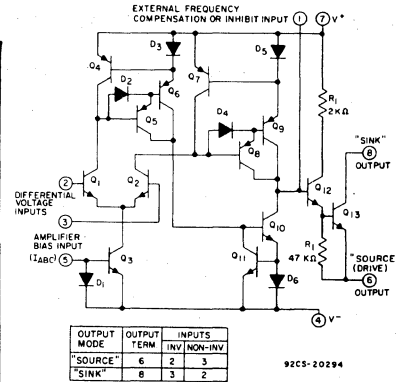 EXTERNAL FREQUENCY
COMPENSATION OR INHIBIT INPUT 1
7 V+
D3
D5
Q4
Q7
D2
Q6
R1
2KΩ
Q5
D4
Q9
"SINK"
8
OUTPUT
Q8
2
Q1
Q2
Q12
Q13
DIFFERENTIAL
VOLTAGE
INPUTS
3
Q10
AMPLIFIER
BIAS INPUT
(IABC) 5
Q3
Q11
R1
47 KΩ
"SOURCE
(DRIVE)
6
OUTPUT
D1
D6
4 V-
OUTPUT MODE OUTPUT TERM INPUTS
INV NON-INV
"SOURCE" 6 2 3
"SINK" 8 3 2
92CS-20294